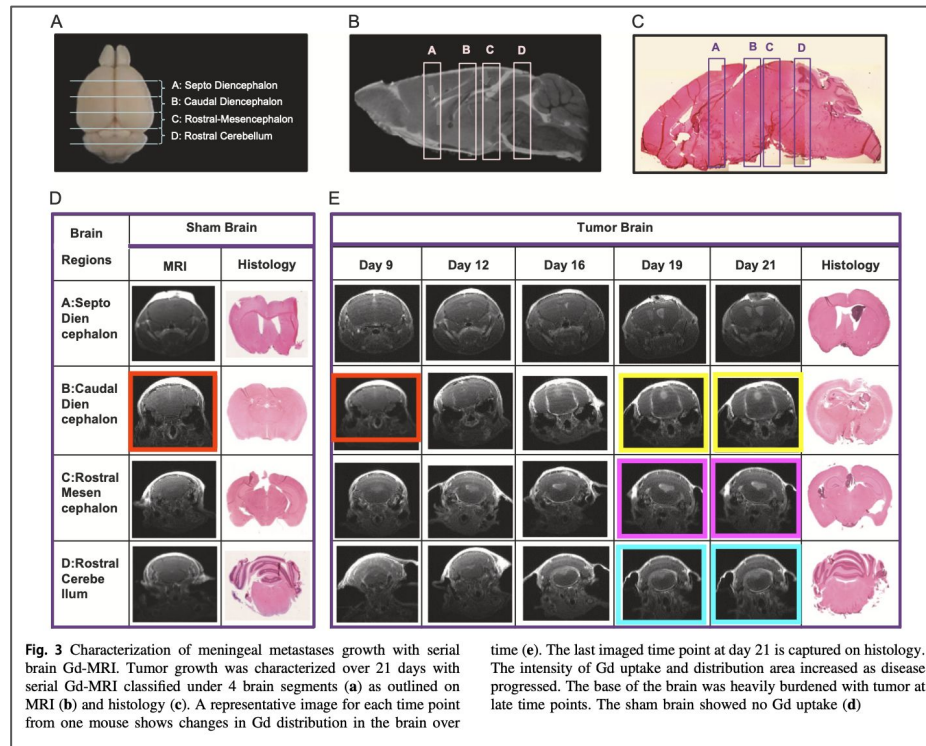 A
B
C
A: Septo Diencephalon
B: Caudal Diencephalon
C: Rostral-Mesencephalon
D: Rostral Cerebellum
A B C D
A B C D
D
E
Brain Regions
Sham Brain
MRI Histology
Tumor Brain
Day 9 Day 12 Day 16 Day 19 Day 21 Histology
A:Septo
Dien
cephalon
B:Caudal
Dien
cephalon
C:Rostral
Mesen
cephalon
D:Rostral
Cerebe
llum
Fig. 3 Characterization of meningeal metastases growth with serial
brain Gd-MRI. Tumor growth was characterized over 21 days with
serial Gd-MRI classified under 4 brain segments (a) as outlined on
MRI (b) and histology (c). A representative image for each time point
from one mouse shows changes in Gd distribution in the brain over
time (e). The last imaged time point at day 21 is captured on histology.
The intensity of Gd uptake and distribution area increased as disease
progressed. The base of the brain was heavily burdened with tumor at
late time points. The sham brain showed no Gd uptake (d)